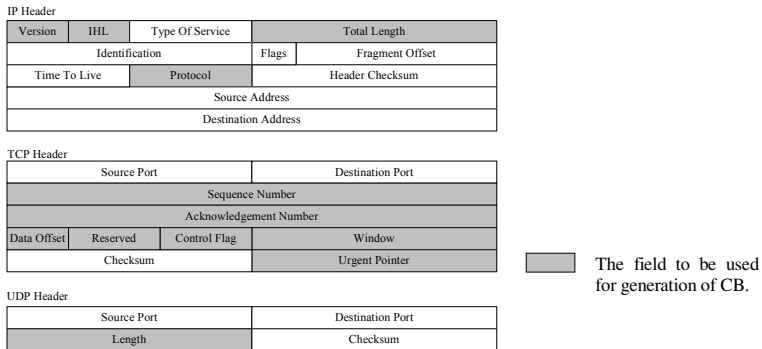 IP Header
Version IHL Type Of Service Total Length
Identification Flags Fragment Offset
Time To Live Protocol Header Checksum
Source Address
Destination Address
TCP Header
Source Port Destination Port
Sequence Number
Acknowledgement Number
Data Offset Reserved Control Flag Window
Checksum Urgent Pointer
The field to be used
for generation of CB.
UDP Header
Source Port Destination Port
Length Checksum